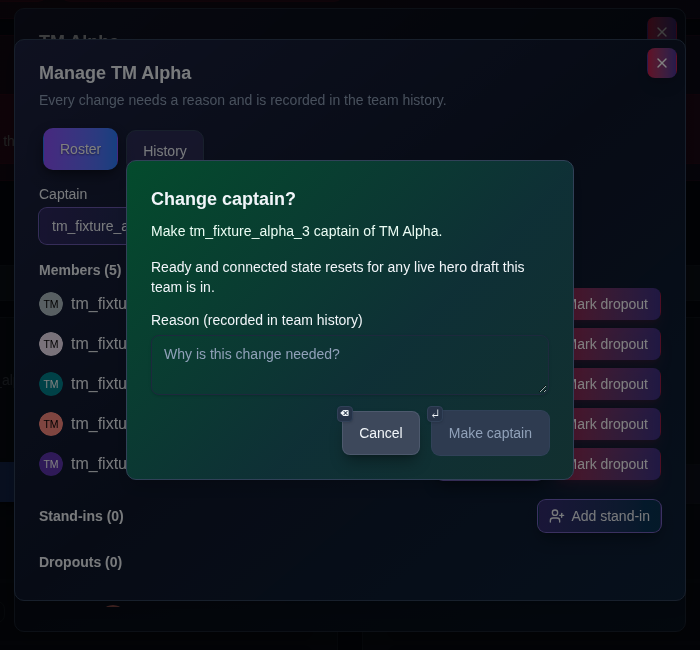 TM Alpha
Manage TM Alpha
Every change needs a reason and is recorded in the team history.
Roster
History
Captain
tm_fixture_a
Members (5)
TM tm_fixtu
Mark dropout
TM tm_fixtu
Mark dropout
TM tm_fixtu
Mark dropout
TM tm_fixtu
Mark dropout
TM tm_fixtu
Mark dropout
Change captain?
Make tm_fixture_alpha_3 captain of TM Alpha.
Ready and connected state resets for any live hero draft this
team is in.
Reason (recorded in team history)
Why is this change needed?
Cancel
Make captain
Stand-ins (0)
Add stand-in
Dropouts (0)